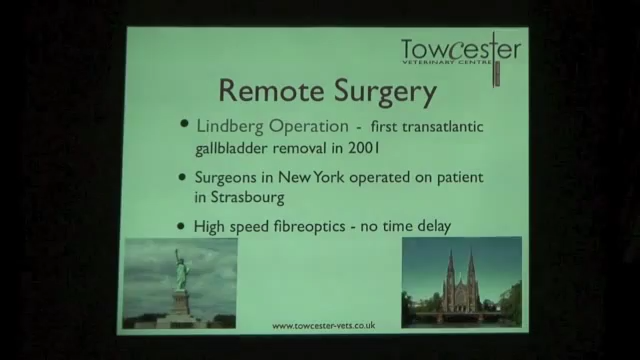 Towcester
VETERINARY CENTRE
Remote Surgery
• Lindberg Operation - first transatlantic
gallbladder removal in 2001
• Surgeons in New York operated on patient
in Strasbourg
• High speed fibreoptics - no time delay
www.towcester-vets.co.uk